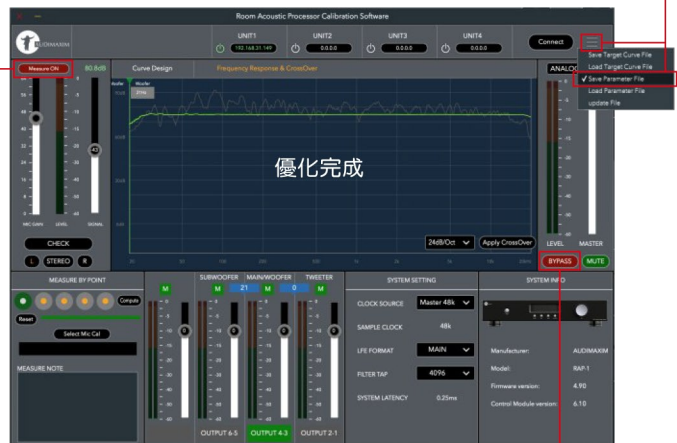 Room Acoustic Processor Calibration Software
AUDIMAXIM
UNIT1
192.168.31.149
UNIT2
0.0.0.0
UNIT3
0.0.0.0
UNIT4
0.0.0.0
Connect
Save Target Curve File
Load Target Curve File
✓ Save Parameter File
Load Parameter File
update File
Measure ON
80.8dB
Curve Design
Frequency Response & CrossOver
ANALOG
Woofer
31Hz
優化完成
42
MIC GAIN
LEVEL
SIGNAL
CHECK
L
STEREO
R
24dB/Oct
Apply CrossOver
LEVEL
MASTER
BYPASS
MUTE
MEASURE BY POINT
Compute
Reset
Select Mic Cal
MEASURE NOTE
SUBWOOFER
MAIN/WOOFER
TWEETER
M
M
21
M
0
M
0
0
0
0
OUTPUT 6-5
OUTPUT 4-3
OUTPUT 2-1
SYSTEM SETTING
CLOCK SOURCE
Master 48k
SAMPLE CLOCK
48k
LFE FORMAT
MAIN
FILTER TAP
4096
SYSTEM LATENCY
0.25ms
SYSTEM INFO
Manufacturer:
AUDIMAXIM
Model:
RAP-1
Firmware version:
4.90
Control Module version:
6.10